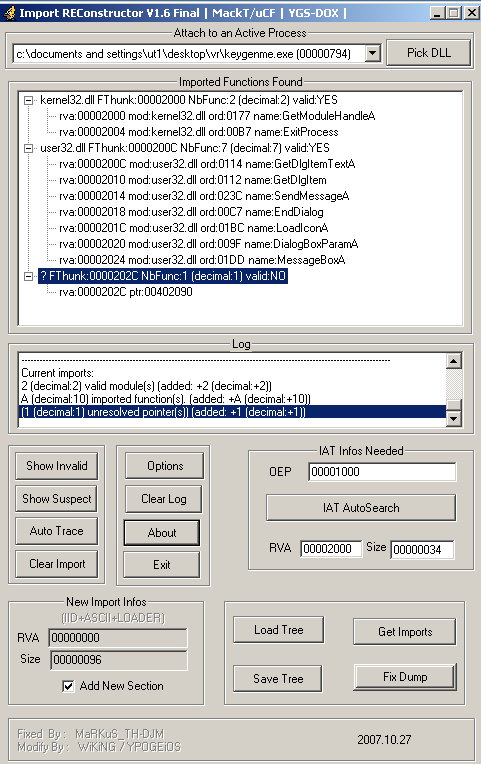 Import REConstructor V1.6 Final | MackT/uCF | YGS-DOX |
Attach to an Active Process
c:\documents and settings\ut1\desktop\vr\keygenme.exe (00000794)
Pick DLL
Imported Functions Found
kernel32.dll FThunk:00002000 NbFunc:2 (decimal:2) valid:YES
rva:00002000 mod:kernel32.dll ord:0177 name:GetModuleHandleA
rva:00002004 mod:kernel32.dll ord:00B7 name:ExitProcess
user32.dll FThunk:0000200C NbFunc:7 (decimal:7) valid:YES
rva:0000200C mod:user32.dll ord:0114 name:GetDlgItemTextA
rva:00002010 mod:user32.dll ord:0112 name:GetDlgItem
rva:00002014 mod:user32.dll ord:023C name:SendMessageA
rva:00002018 mod:user32.dll ord:00C7 name:EndDialog
rva:0000201C mod:user32.dll ord:01BC name:LoadIconA
rva:00002020 mod:user32.dll ord:009F name:DialogBoxParamA
rva:00002024 mod:user32.dll ord:01DD name:MessageBoxA
? FThunk:0000202C NbFunc:1 (decimal:1) valid:NO
rva:0000202C ptr:00402090
Log
Current imports:
2 (decimal:2) valid module(s) (added: +2 (decimal:+2))
A (decimal:10) imported function(s). (added: +A (decimal:+10))
(1 (decimal:1) unresolved pointer(s)) (added: +1 (decimal:+1))
Show Invalid
Show Suspect
Auto Trace
Clear Import
Options
Clear Log
About
Exit
IAT Infos Needed
OEP 00001000
IAT AutoSearch
RVA 00002000 Size 00000034
New Import Infos
(IID+ASCII+LOADER)
RVA 00000000
Size 00000096
Add New Section
Load Tree
Get Imports
Save Tree
Fix Dump
Fixed By : MaRKuS_TH-DJM
Modify By : WiKiNG / YPOGEiOS
2007.10.27